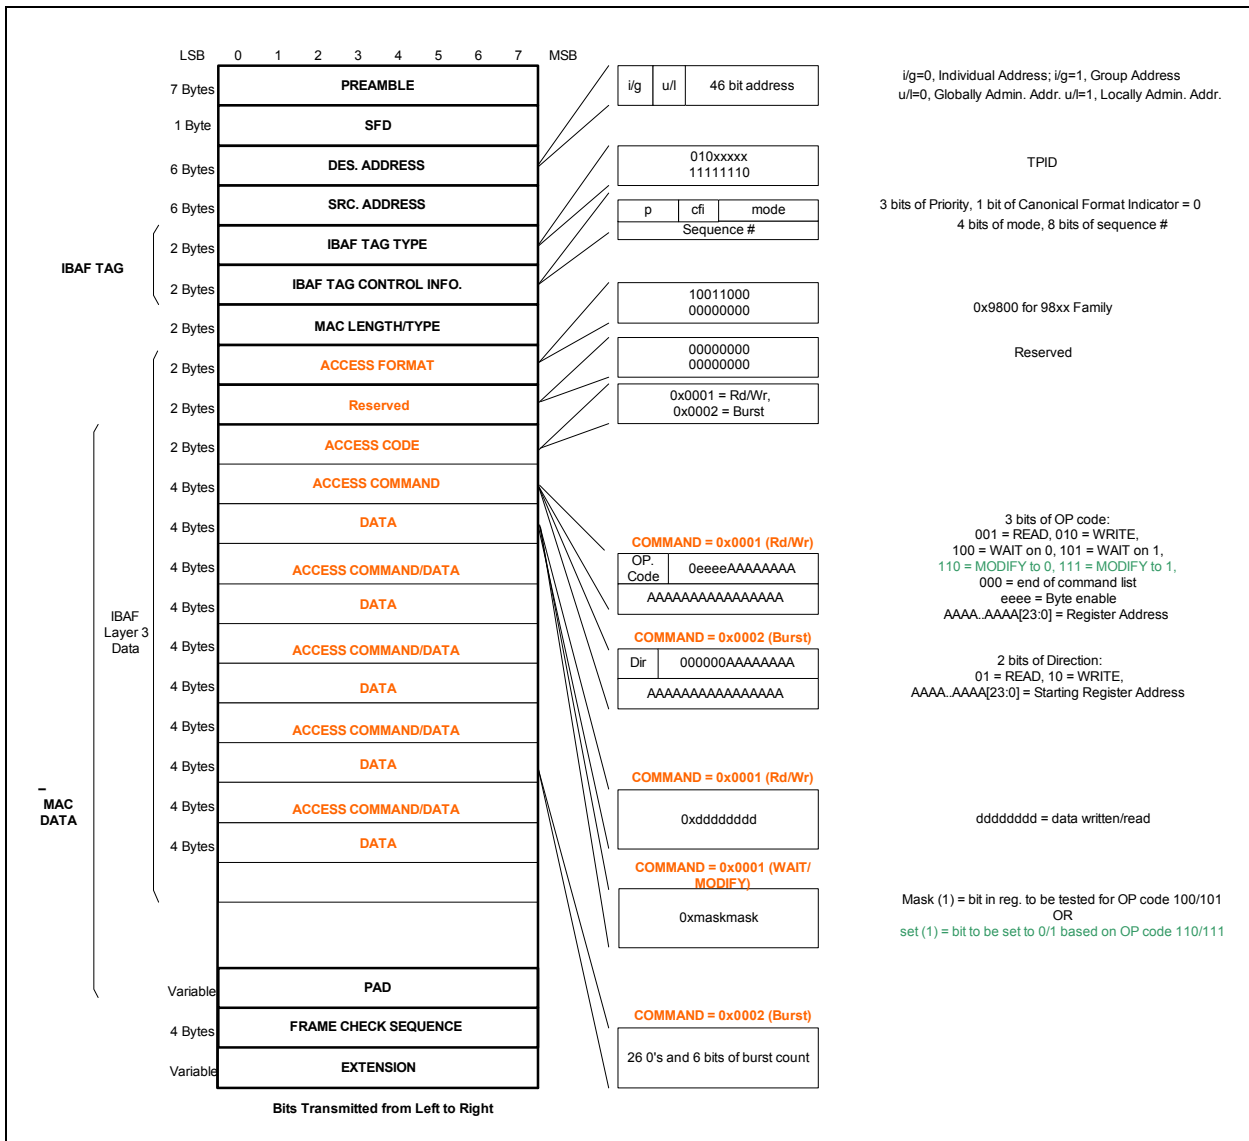 LSB 0 1 2 3 4 5 6 7 MSB
7 Bytes PREAMBLE
i/g u/l 46 bit address
i/g=0, Individual Address; i/g=1, Group Address
u/l=0, Globally Admin. Addr. u/l=1, Locally Admin. Addr.
1 Byte SFD
6 Bytes DES. ADDRESS
010xxxxx
11111110
TPID
6 Bytes SRC. ADDRESS
p cfi mode
Sequence #
3 bits of Priority, 1 bit of Canonical Format Indicator = 0
4 bits of mode, 8 bits of sequence #
IBAF TAG
2 Bytes IBAF TAG TYPE
2 Bytes IBAF TAG CONTROL INFO.
10011000
00000000
0x9800 for 98xx Family
2 Bytes MAC LENGTH/TYPE
2 Bytes ACCESS FORMAT
00000000
00000000
Reserved
2 Bytes Reserved
0x0001 = Rd/Wr,
0x0002 = Burst
2 Bytes ACCESS CODE
4 Bytes ACCESS COMMAND
4 Bytes DATA
COMMAND = 0x0001 (Rd/Wr)
OP.
Code
0eeeeAAAAAAAA
AAAAAAAAAAAAAAAA
3 bits of OP code:
001 = READ, 010 = WRITE,
100 = WAIT on 0, 101 = WAIT on 1,
110 = MODIFY to 0, 111 = MODIFY to 1,
000 = end of command list
eeee = Byte enable
AAAA..AAAA[23:0] = Register Address
4 Bytes ACCESS COMMAND/DATA
4 Bytes DATA
IBAF
Layer 3
Data
4 Bytes ACCESS COMMAND/DATA
COMMAND = 0x0002 (Burst)
Dir 000000AAAAAAAA
AAAAAAAAAAAAAAAA
2 bits of Direction:
01 = READ, 10 = WRITE,
AAAA..AAAA[23:0] = Starting Register Address
4 Bytes DATA
4 Bytes ACCESS COMMAND/DATA
4 Bytes DATA
COMMAND = 0x0001 (Rd/Wr)
0xdddddddd
dddddddd = data written/read
MAC
DATA
4 Bytes ACCESS COMMAND/DATA
4 Bytes DATA
COMMAND = 0x0001 (WAIT/
MODIFY)
0xmaskmask
Mask (1) = bit in reg. to be tested for OP code 100/101
OR
set (1) = bit to be set to 0/1 based on OP code 110/111
Variable PAD
4 Bytes FRAME CHECK SEQUENCE
COMMAND = 0x0002 (Burst)
26 0's and 6 bits of burst count
Variable EXTENSION
Bits Transmitted from Left to Right